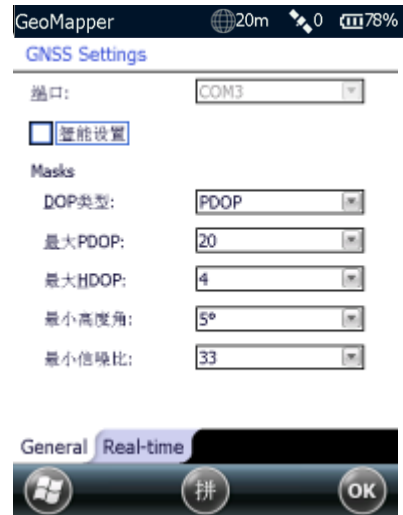 GeoMapper 20m 0 78%
GNSS Settings
端口: COM3
智能设置
Masks
DOP类型: PDOP
最大PDOP: 20
最大HDOP: 4
最小高度角: 5°
最小信噪比: 33
General Real-time
拼 OK